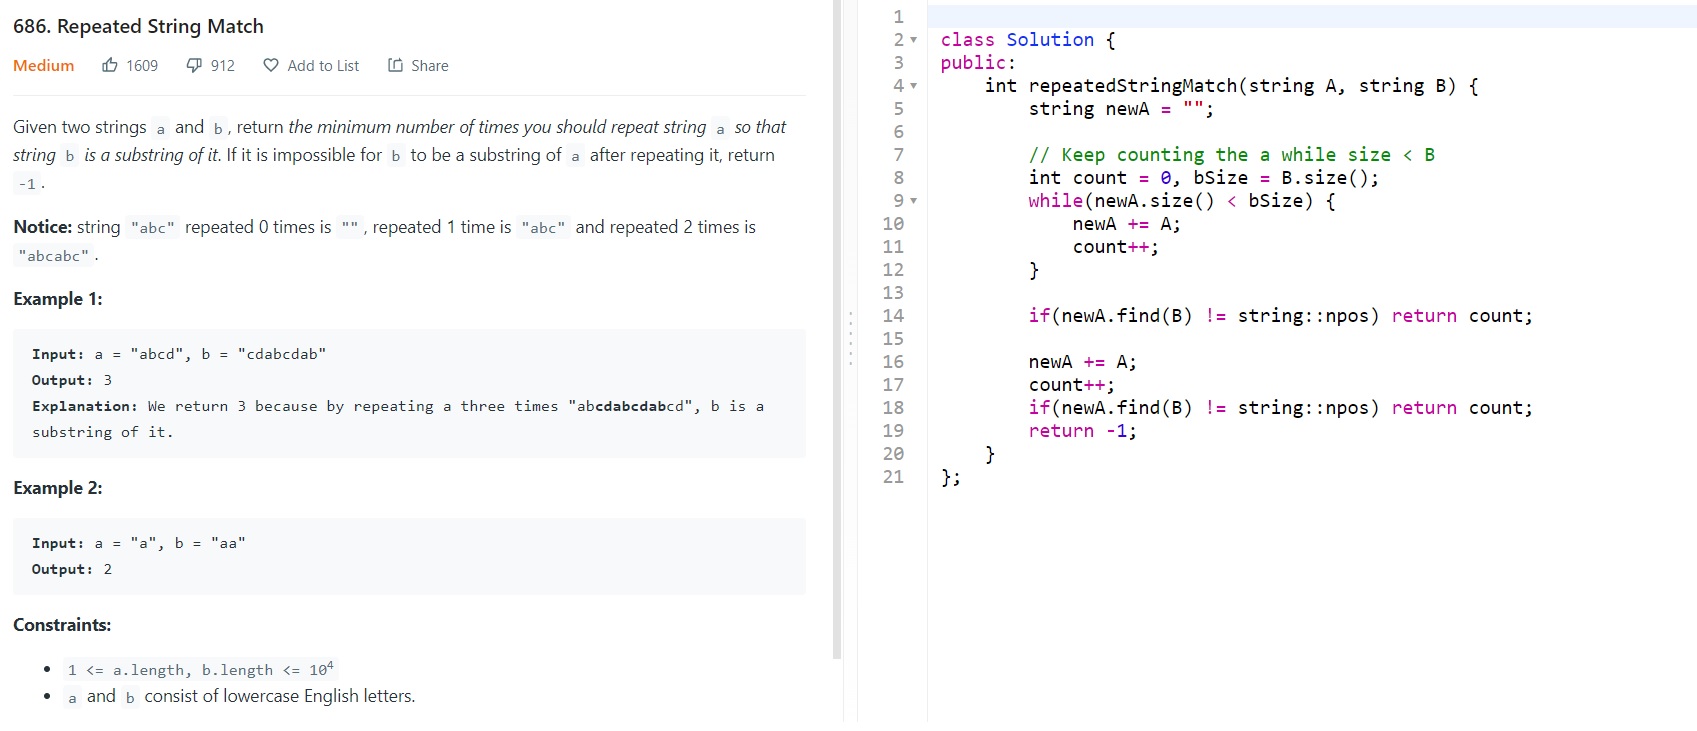 686. Repeated String Match
Medium 1609 912 Add to List Share
Given two strings a and b, return the minimum number of times you should repeat string a so that
string b is a substring of it. If it is impossible for b to be a substring of a after repeating it, return
-1.
Notice: string "abc" repeated 0 times is "", repeated 1 time is "abc" and repeated 2 times is
"abcabc".
Example 1:
Input: a = "abcd", b = "cdabcdab"
Output: 3
Explanation: We return 3 because by repeating a three times "abcdabcdabcd", b is a
substring of it.
Example 2:
Input: a = "a", b = "aa"
Output: 2
Constraints:
• 1 <= a.length, b.length <= 10⁴
• a and b consist of lowercase English letters.
1
2 class Solution {
3 public:
4     int repeatedStringMatch(string A, string B) {
5         string newA = "";
6
7         // Keep counting the a while size < B
8         int count = 0, bSize = B.size();
9         while(newA.size() < bSize) {
10             newA += A;
11             count++;
12         }
13
14         if(newA.find(B) != string::npos) return count;
15
16         newA += A;
17         count++;
18         if(newA.find(B) != string::npos) return count;
19         return -1;
20     }
21 };